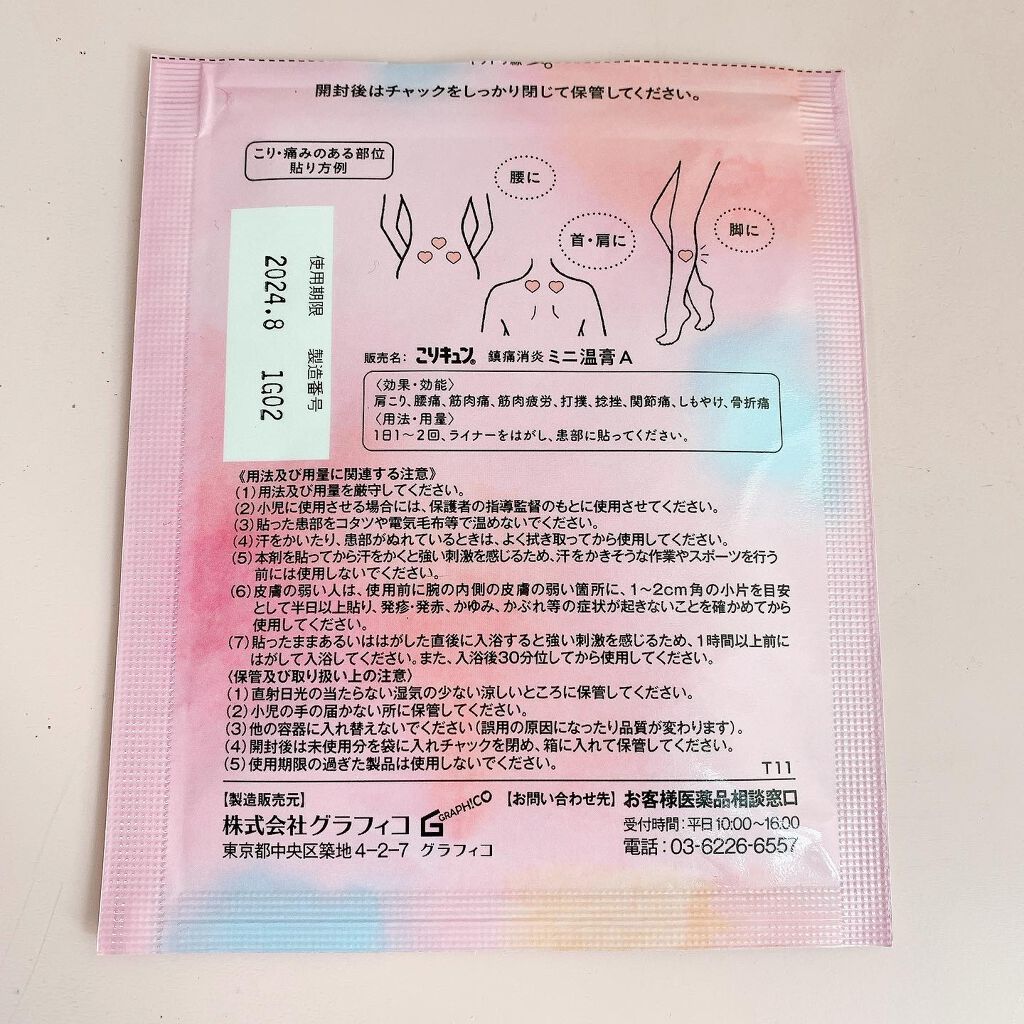 開封後はチャックをしっかり閉じて保管してください。
こり・痛みのある部位
貼り方例
腰に
首・肩に
脚に
使用期限 製造番号
2024.8 1G02
販売名: こりキュン® 鎮痛消炎 ミニ温膏A
〈効果・効能〉
肩こり、腰痛、筋肉痛、筋肉疲労、打撲、捻挫、関節痛、しもやけ、骨折痛
〈用法・用量〉
1日1〜2回、ライナーをはがし、患部に貼ってください。
《用法及び用量に関連する注意》
(1)用法及び用量を厳守してください。
(2)小児に使用させる場合には、保護者の指導監督のもとに使用させてください。
(3)貼った患部をコタツや電気毛布等で温めないでください。
(4)汗をかいたり、患部がぬれているときは、よく拭き取ってから使用してください。
(5)本剤を貼ってから汗をかくと強い刺激を感じるため、汗をかきそうな作業やスポーツを行う
前には使用しないでください。
(6)皮膚の弱い人は、使用前に腕の内側の皮膚の弱い箇所に、1〜2cm角の小片を目安
として半日以上貼り、発疹・発赤、かゆみ、かぶれ等の症状が起きないことを確かめてから
使用してください。
(7)貼ったままあるいははがした直後に入浴すると強い刺激を感じるため、1時間以上前に
はがして入浴してください。また、入浴後30分位してから使用してください。
〈保管及び取り扱い上の注意〉
(1)直射日光の当たらない湿気の少ない涼しいところに保管してください。
(2)小児の手の届かない所に保管してください。
(3)他の容器に入れ替えないでください(誤用の原因になったり品質が変わります)。
(4)開封後は未使用分を袋に入れチャックを閉め、箱に入れて保管してください。
(5)使用期限の過ぎた製品は使用しないでください。
T11
【製造販売元】
株式会社グラフィコ GRAPH!CO
東京都中央区築地4-2-7 グラフィコ
【お問い合わせ先】お客様医薬品相談窓口
受付時間:平日10:00〜16:00
電話:03-6226-6557